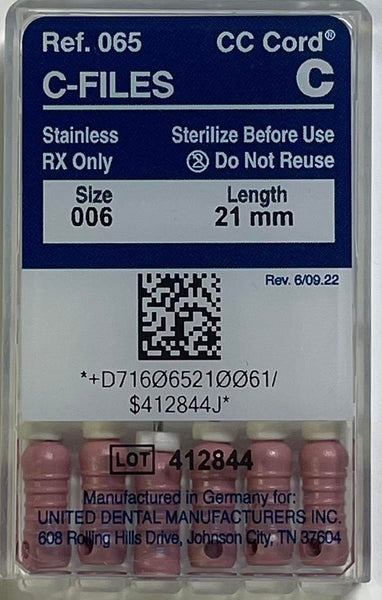 Ref. 065 CC Cord®
C-FILES C
Stainless Sterilize Before Use
RX Only Do Not Reuse
Size Length
006 21 mm
Rev. 6/09.22
*+D716Ø6521ØØ61/
$412844J*
LOT 412844
Manufactured in Germany for:
UNITED DENTAL MANUFACTURERS INC.
608 Rolling Hills Drive, Johnson City, TN 37604